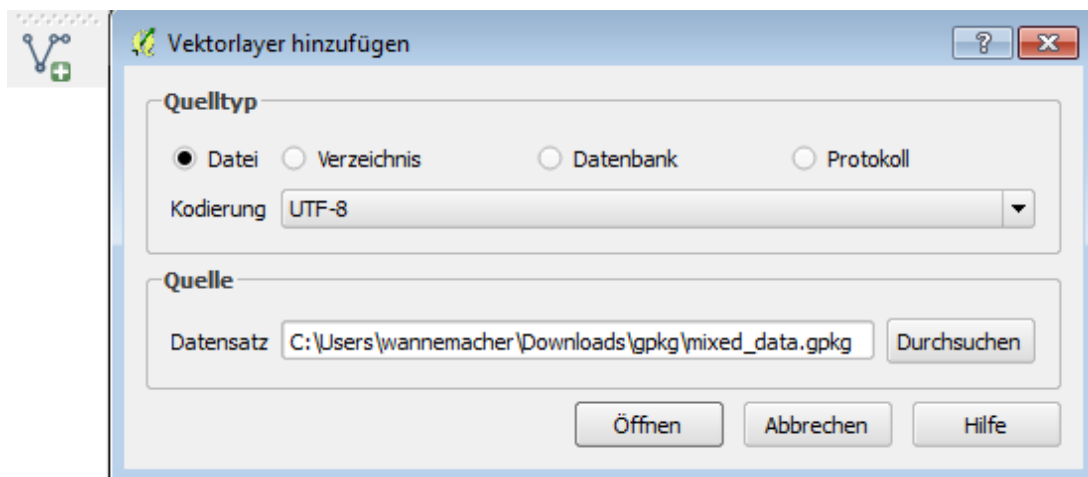 Vektorlayer hinzufügen
Quelltyp
Datei Verzeichnis Datenbank Protokoll
Kodierung UTF-8
Quelle
Datensatz C:\Users\wannemacher\Downloads\gpkg\mixed_data.gpkg Durchsuchen
Öffnen Abbrechen Hilfe